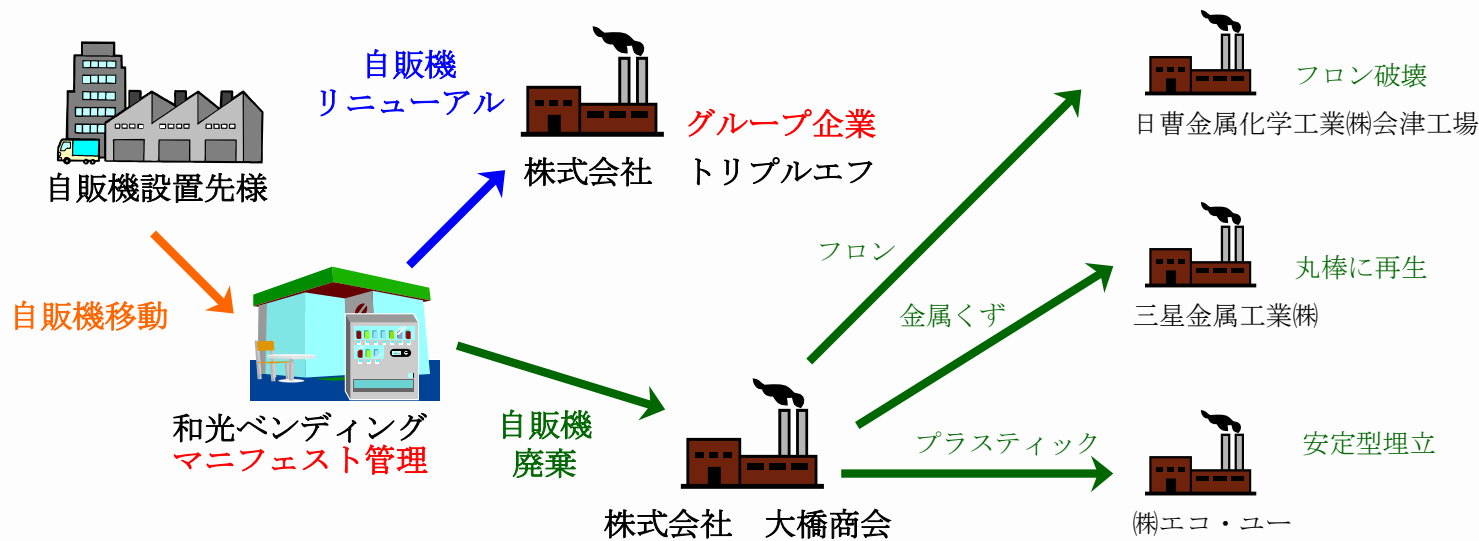 自販機設置先様
自販機移動
和光ベンディング
マニフェスト管理
自販機
リニューアル
グループ企業
株式会社　トリプルエフ
自販機
廃棄
株式会社　大橋商会
フロン
金属くず
プラスティック
フロン破壊
日曹金属化学工業㈱会津工場
丸棒に再生
三星金属工業㈱
安定型埋立
㈱エコ・ユー